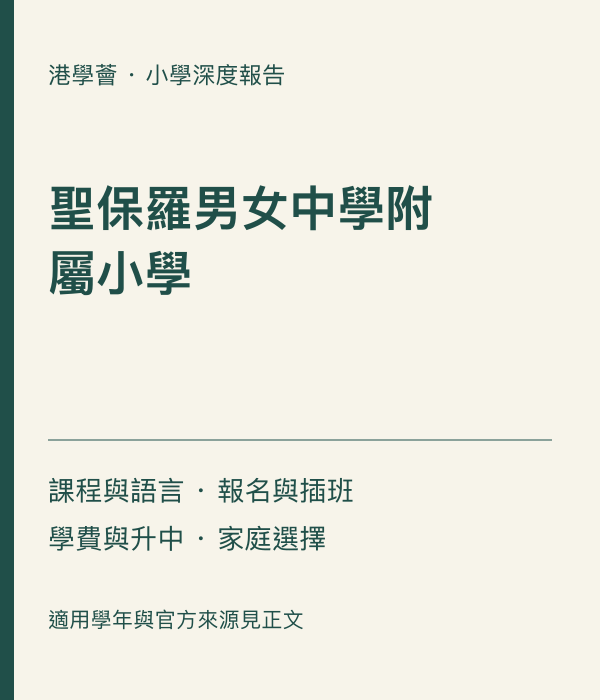 港學薈 · 小學深度報告
聖保羅男女中學附
屬小學
課程與語言 · 報名與插班
學費與升中 · 家庭選擇
適用學年與官方來源見正文